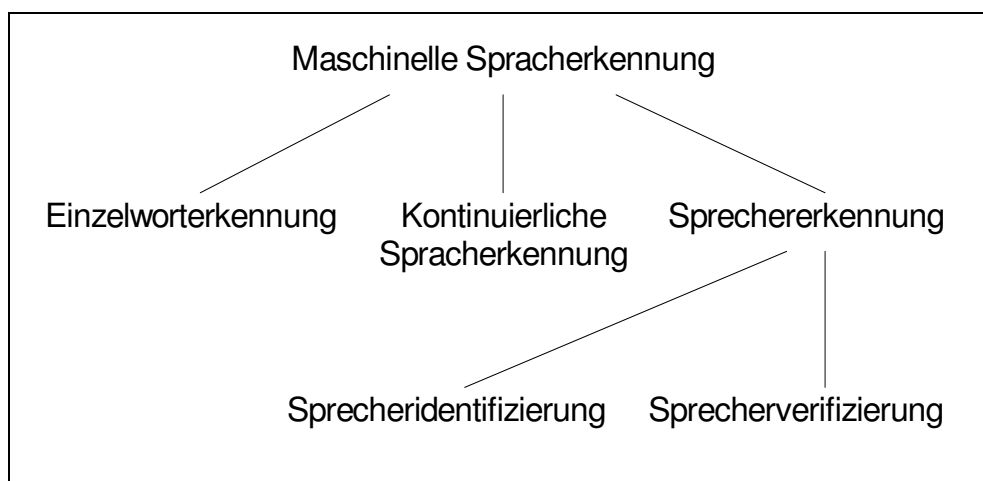 Maschinelle Spracherkennung
Einzelworterkennung
Kontinuierliche
Spracherkennung
Sprechererkennung
Sprecheridentifizierung
Sprecherverifizierung